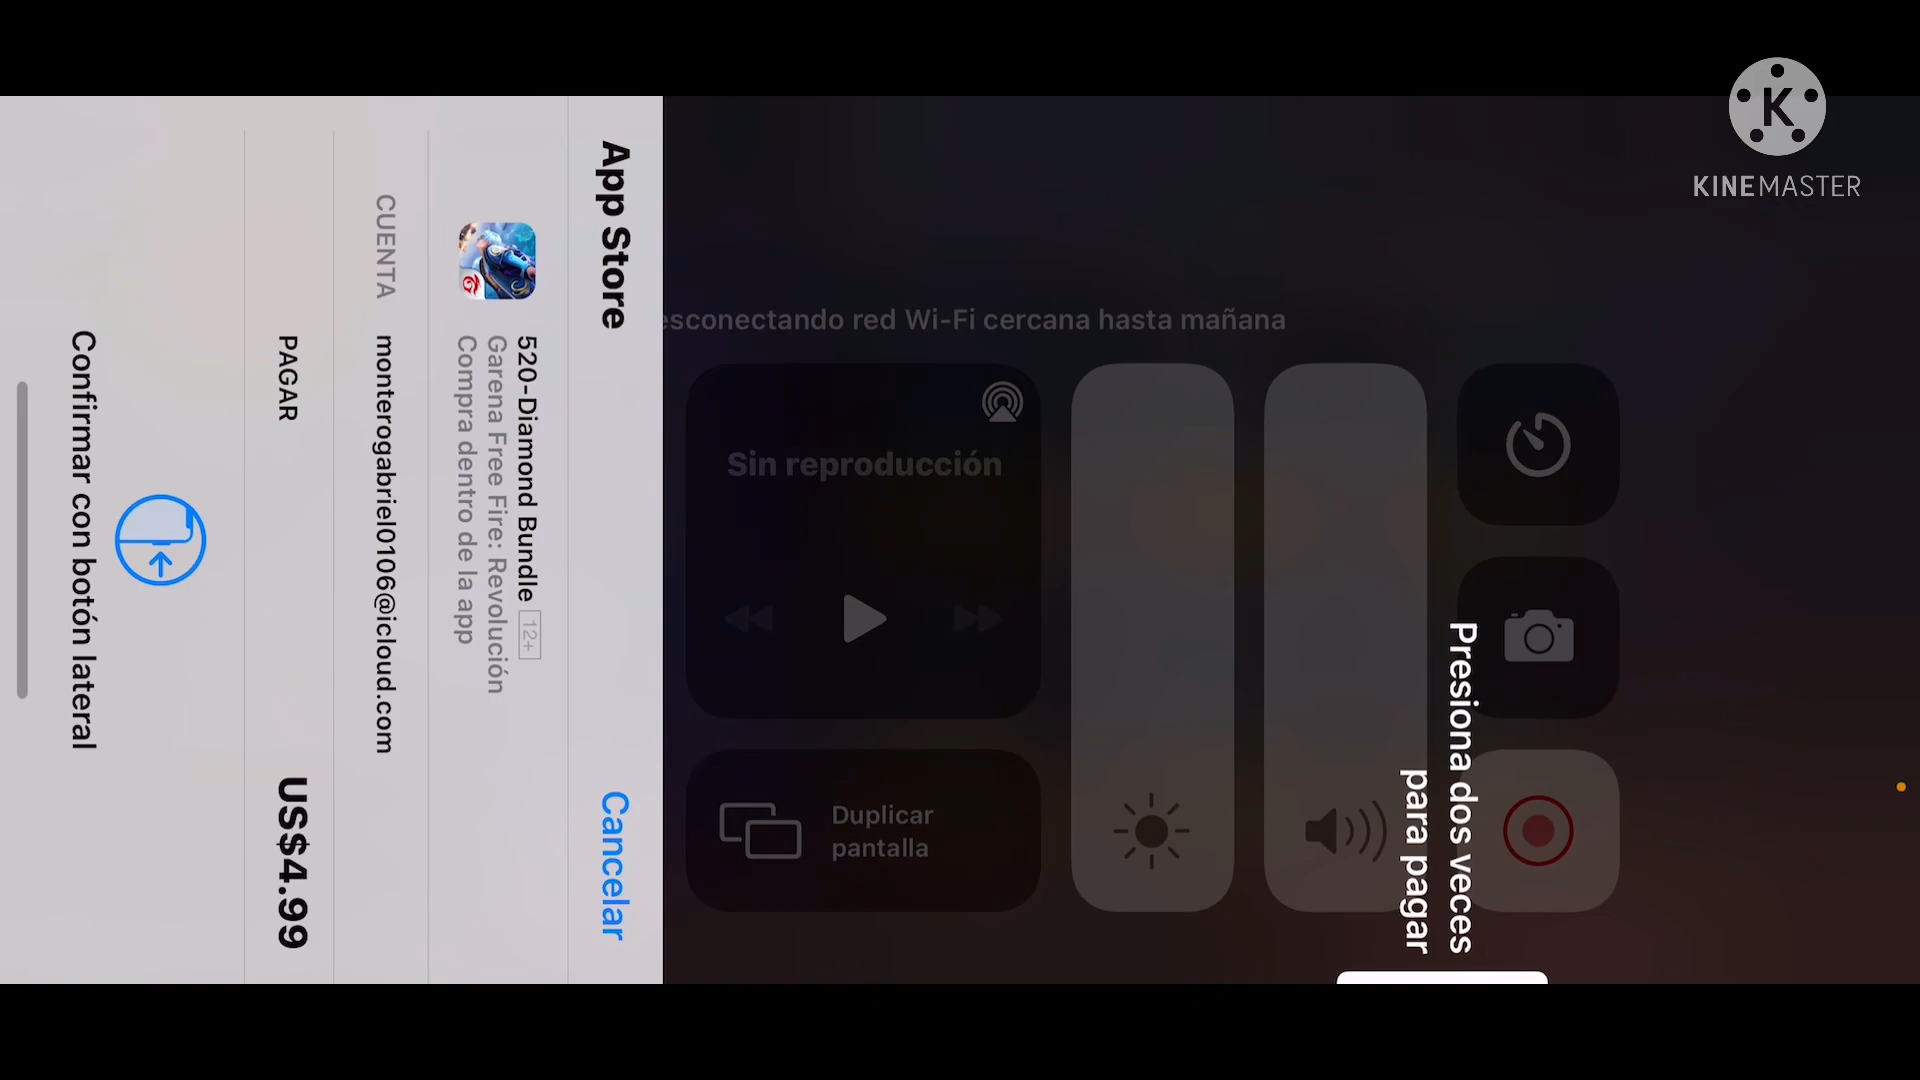 App Store
Cancelar
520-Diamond Bundle 12+
Garena Free Fire: Revolución
Compra dentro de la app
CUENTA
monterogabriel0106@icloud.com
PAGAR
US$4.99
Confirmar con botón lateral
esconectando red Wi-Fi cercana hasta mañana
Sin reproducción
Duplicar
pantalla
Presiona dos veces
para pagar
K
KINEMASTER